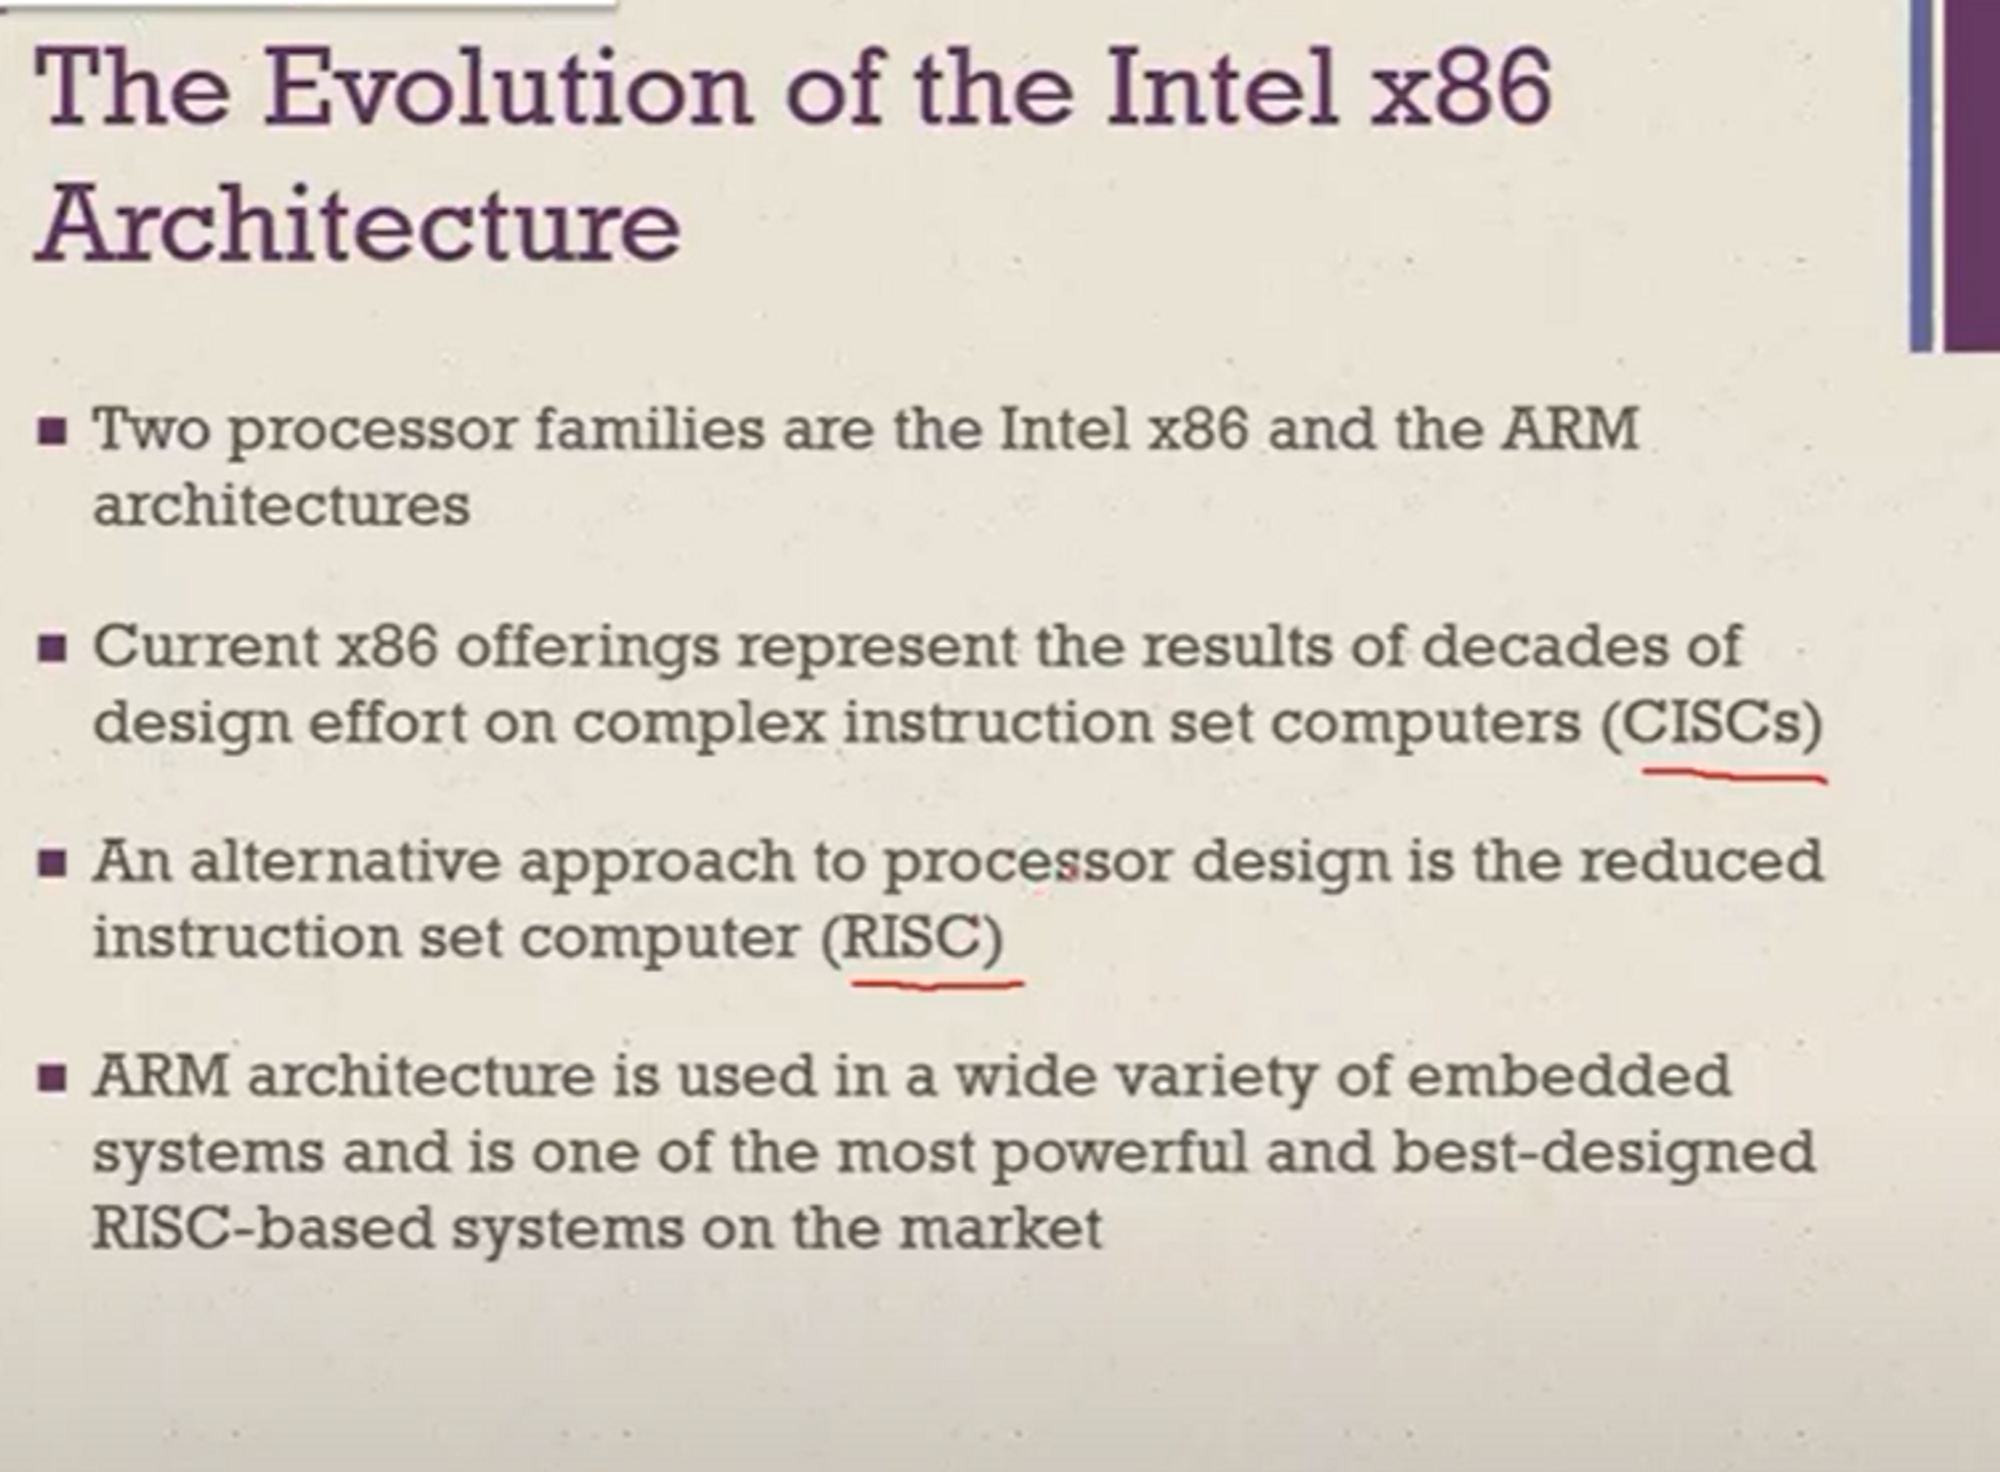 The Evolution of the Intel x86
Architecture
Two processor families are the Intel x86 and the ARM
architectures
Current x86 offerings represent the results of decades of
design effort on complex instruction set computers (CISCs)
An alternative approach to processor design is the reduced
instruction set computer (RISC)
ARM architecture is used in a wide variety of embedded
systems and is one of the most powerful and best-designed
RISC-based systems on the market